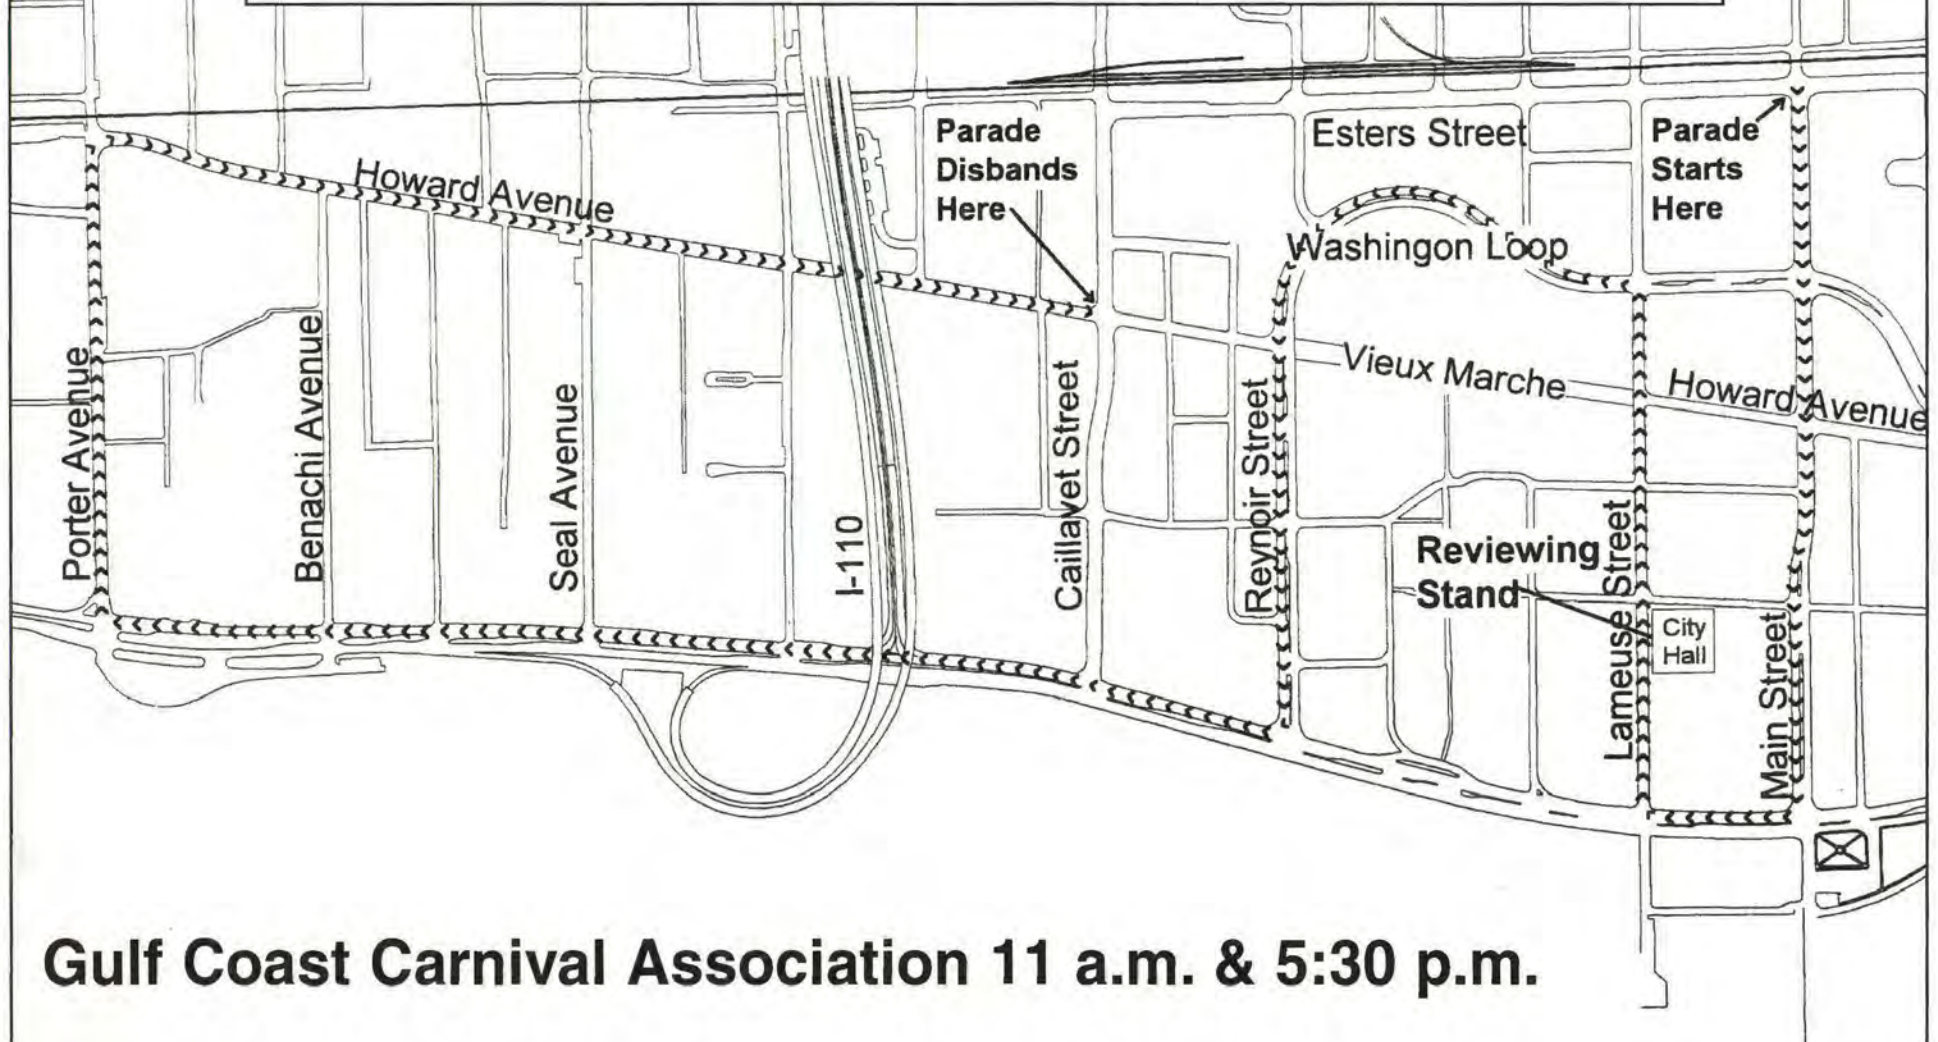 Parade
Disbands
Here
Esters Street
Parade
Starts
Here
Howard Avenue
Washingon Loop
Vieux Marche
Howard Avenue
Porter Avenue
Benachi Avenue
Seal Avenue
I-110
Caillavet Street
Reynoir Street
Reviewing
Stand
Lameuse Street
City
Hall
Main Street
Gulf Coast Carnival Association 11 a.m. & 5:30 p.m.